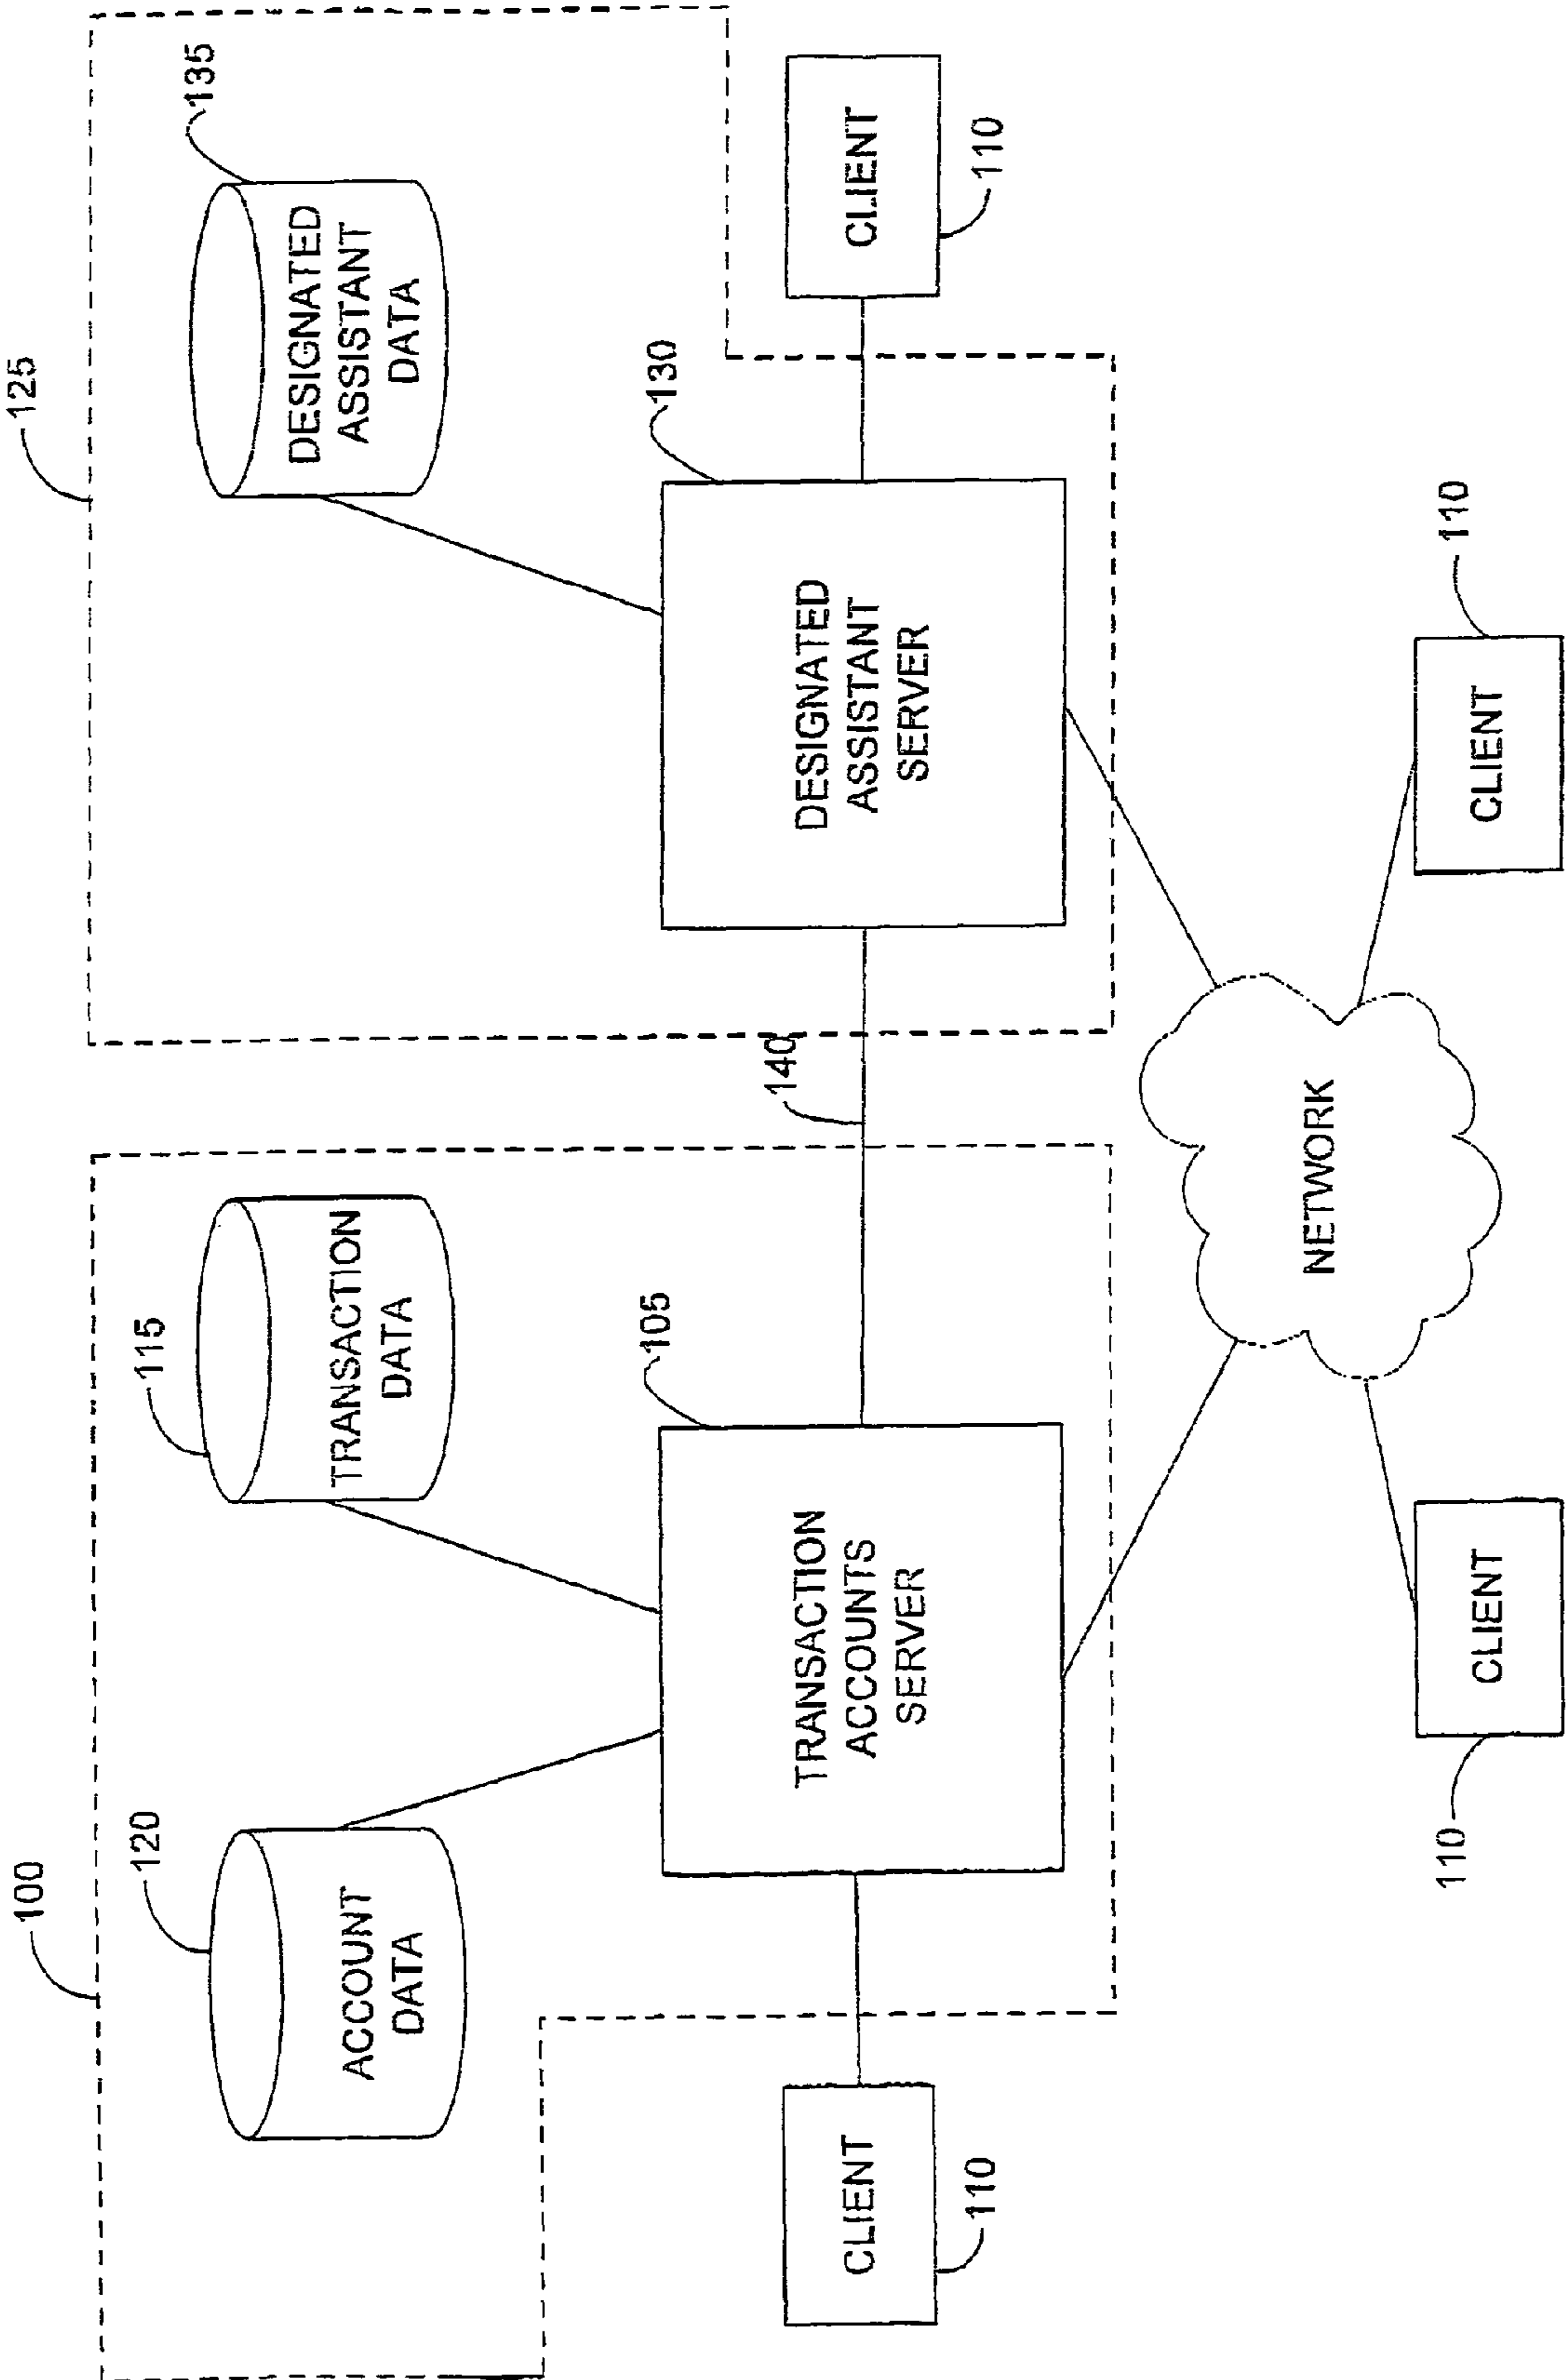 100
125
120
115
135
ACCOUNT
DATA
TRANSACTION
DATA
DESIGNATED
ASSISTANT
DATA
105
130
140
CLIENT
110
TRANSACTION
ACCOUNTS
SERVER
DESIGNATED
ASSISTANT
SERVER
CLIENT
110
NETWORK
110
CLIENT
CLIENT
110